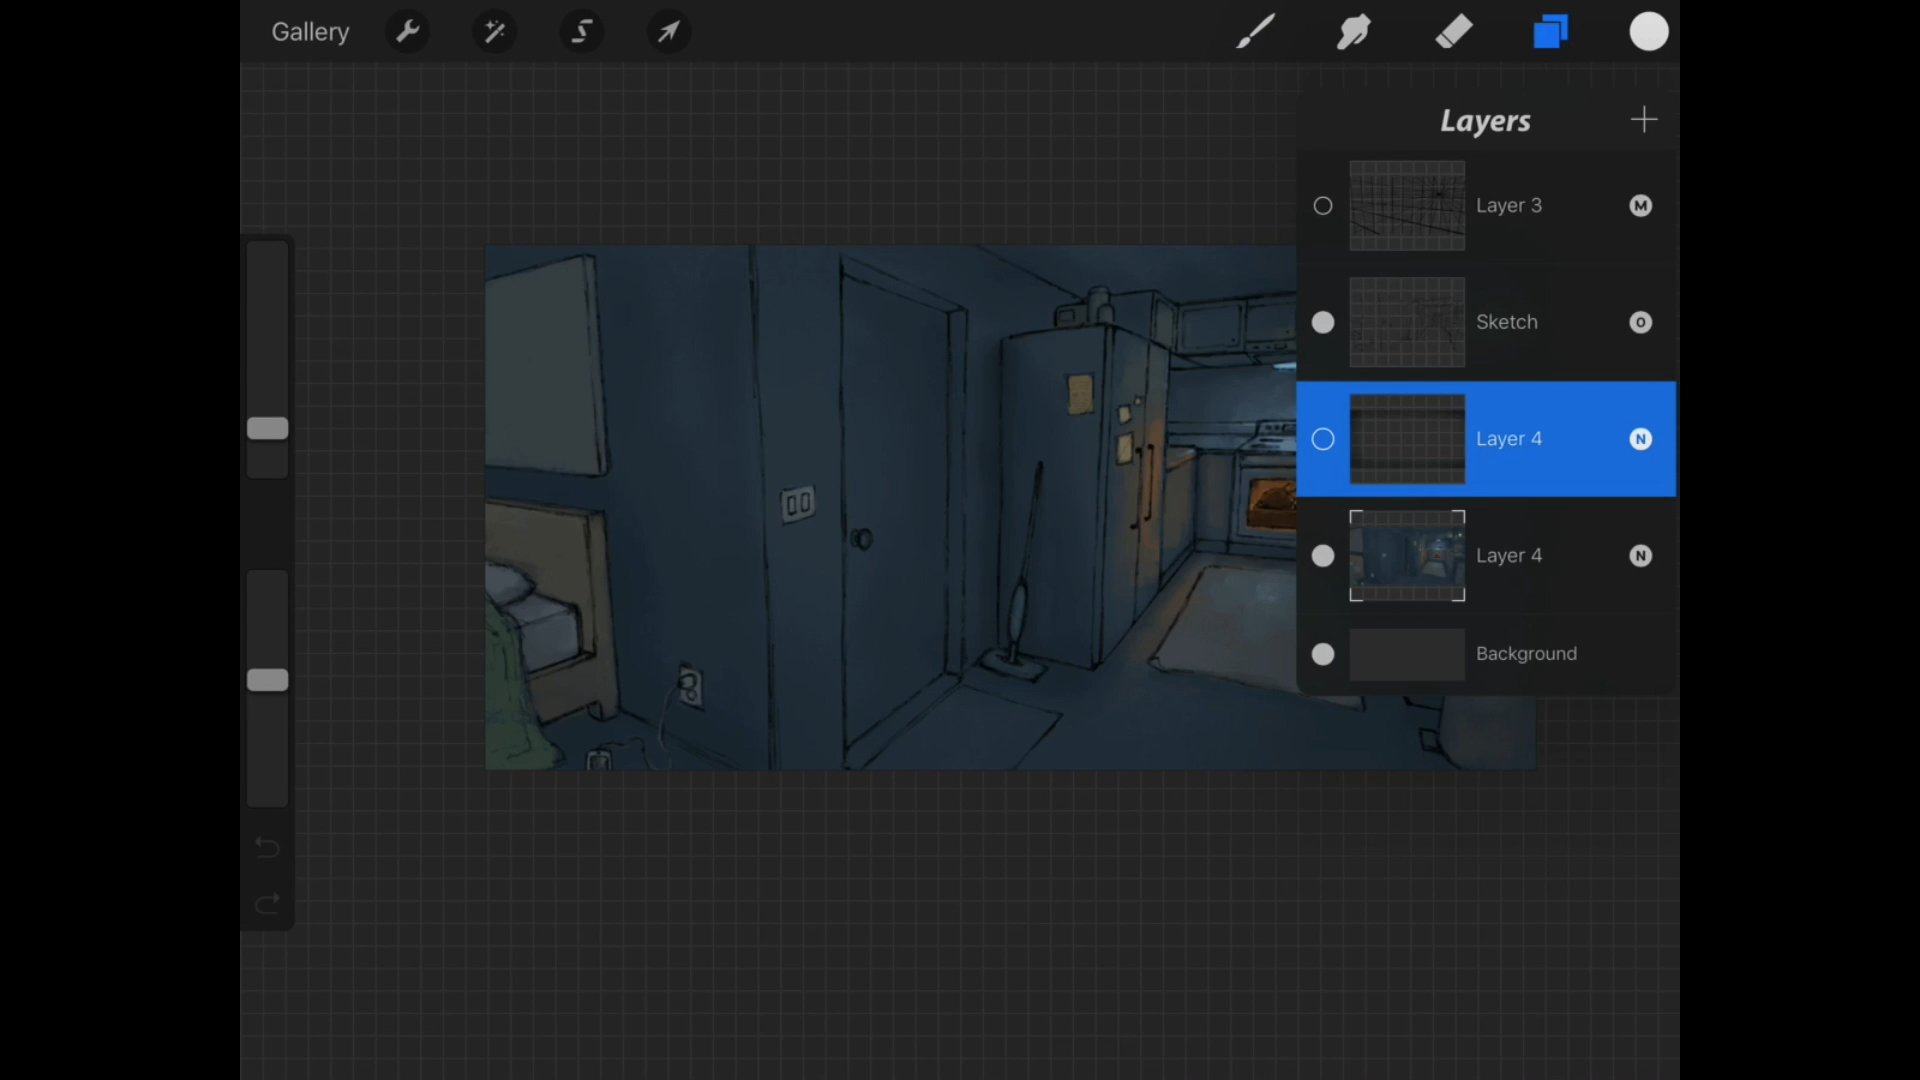 Gallery
Layers
Layer 3
M
Sketch
O
Layer 4
N
Layer 4
N
Background